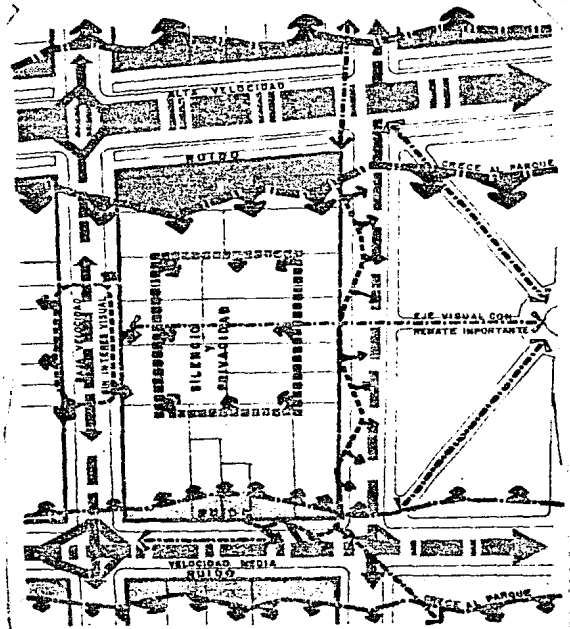 ALTA VELOCIDAD
RUIDO
CRECE AL PARQUE
BAJA VELOCIDAD
SIN INTERES VISUAL
SILENCIO
Y
PRIVACIDAD
EJE VISUAL CON
REMATE IMPORTANTE
RUIDO
VELOCIDAD MEDIA
RUIDO
CRECE AL PARQUE